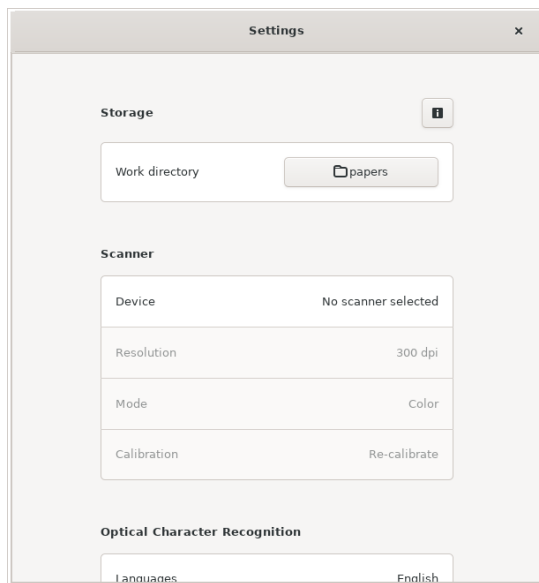 Settings
Storage
Work directory papers
Scanner
Device No scanner selected
Resolution 300 dpi
Mode Color
Calibration Re-calibrate
Optical Character Recognition
Languages English